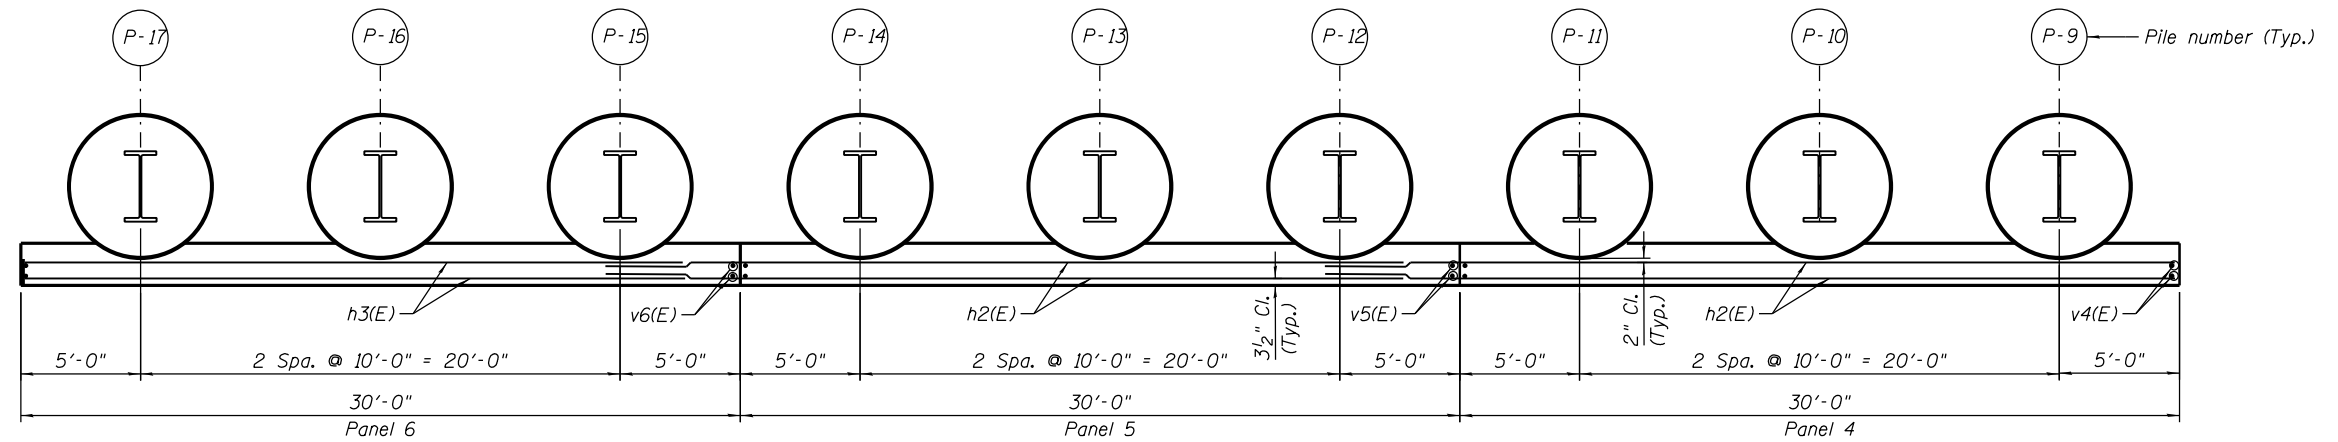 P-17
P-16
P-15
P-14
P-13
P-12
P-11
P-10
P-9
Pile number (Typ.)
h3(E)
v6(E)
h2(E)
3½" Cl.
(Typ.)
v5(E)
2" Cl.
(Typ.)
h2(E)
v4(E)
5'-0"
2 Spa. @ 10'-0" = 20'-0"
5'-0"
5'-0"
2 Spa. @ 10'-0" = 20'-0"
5'-0"
5'-0"
2 Spa. @ 10'-0" = 20'-0"
5'-0"
30'-0"
30'-0"
30'-0"
Panel 6
Panel 5
Panel 4